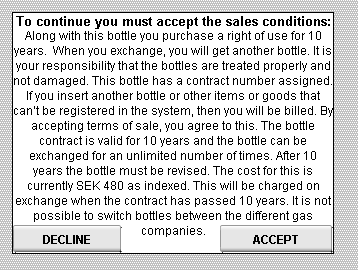 To continue you must accept the sales conditions:
Along with this bottle you purchase a right of use for 10
years.  When you exchange, you will get another bottle. It is
your responsibility that the bottles are treated properly and
not damaged. This bottle has a contract number assigned.
If you insert another bottle or other items or goods that
can't be registered in the system, then you will be billed. By
accepting terms of sale, you agree to this. The bottle
contract is valid for 10 years and the bottle can be
exchanged for an unlimited number of times. After 10
years the bottle must be revised. The cost for this is
currently SEK 480 as indexed. This will be charged on
exchange when the contract has passed 10 years. It is not
possible to switch bottles between the different gas
companies.
DECLINE
ACCEPT